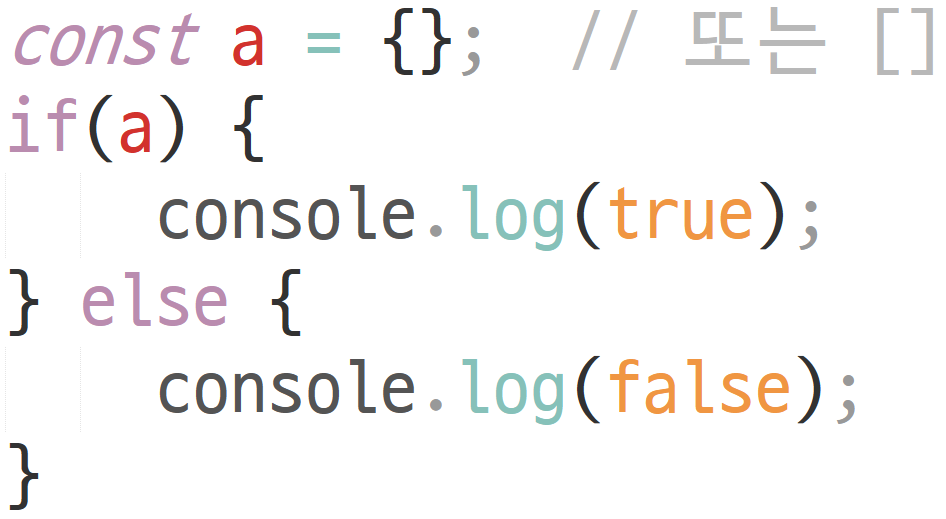 const a = {};  // 또는 []
if(a) {
    console.log(true);
} else {
    console.log(false);
}